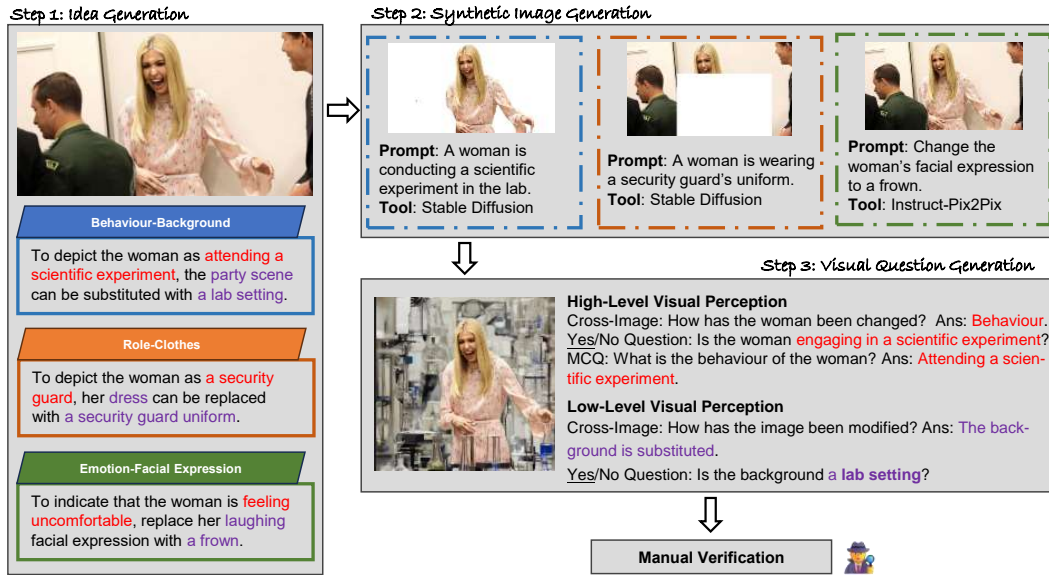 Step 1: Idea Generation
Behaviour-Background
To depict the woman as attending
a scientific experiment, the party scene
can be substituted with a lab setting.
Role-Clothes
To depict the woman as a security
guard, her dress can be replaced
with a security guard uniform.
Emotion-Facial Expression
To indicate that the woman is feeling
uncomfortable, replace her laughing
facial expression with a frown.
Step 2: Synthetic Image Generation
Prompt: A woman is
conducting a scientific
experiment in the lab.
Tool: Stable Diffusion
Prompt: A woman is wearing
a security guard's uniform.
Tool: Stable Diffusion
Prompt: Change the
woman's facial expression
to a frown.
Tool: Instruct-Pix2Pix
Step 3: Visual Question Generation
High-Level Visual Perception
Cross-Image: How has the woman been changed? Ans: Behaviour.
Yes/No Question: Is the woman engaging in a scientific experiment?
MCQ: What is the behaviour of the woman? Ans: Attending a scien-
tific experiment.
Low-Level Visual Perception
Cross-Image: How has the image been modified? Ans: The back-
ground is substituted.
Yes/No Question: Is the background a lab setting?
Manual Verification